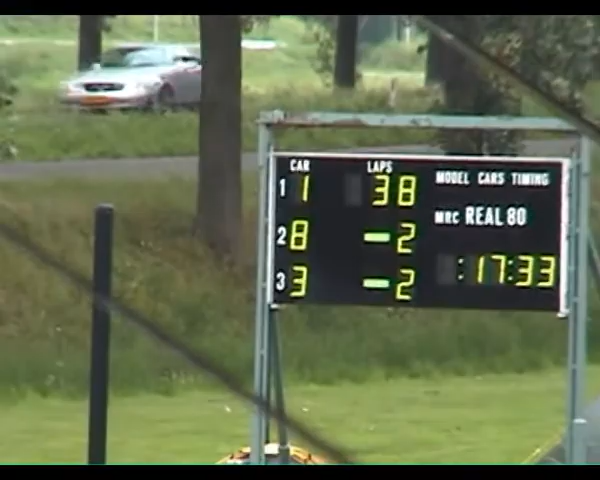 CAR LAPS
1 1 38 MODEL CARS TIMING
MRC REAL 80
2 8 -2
:17:33
3 3 -2